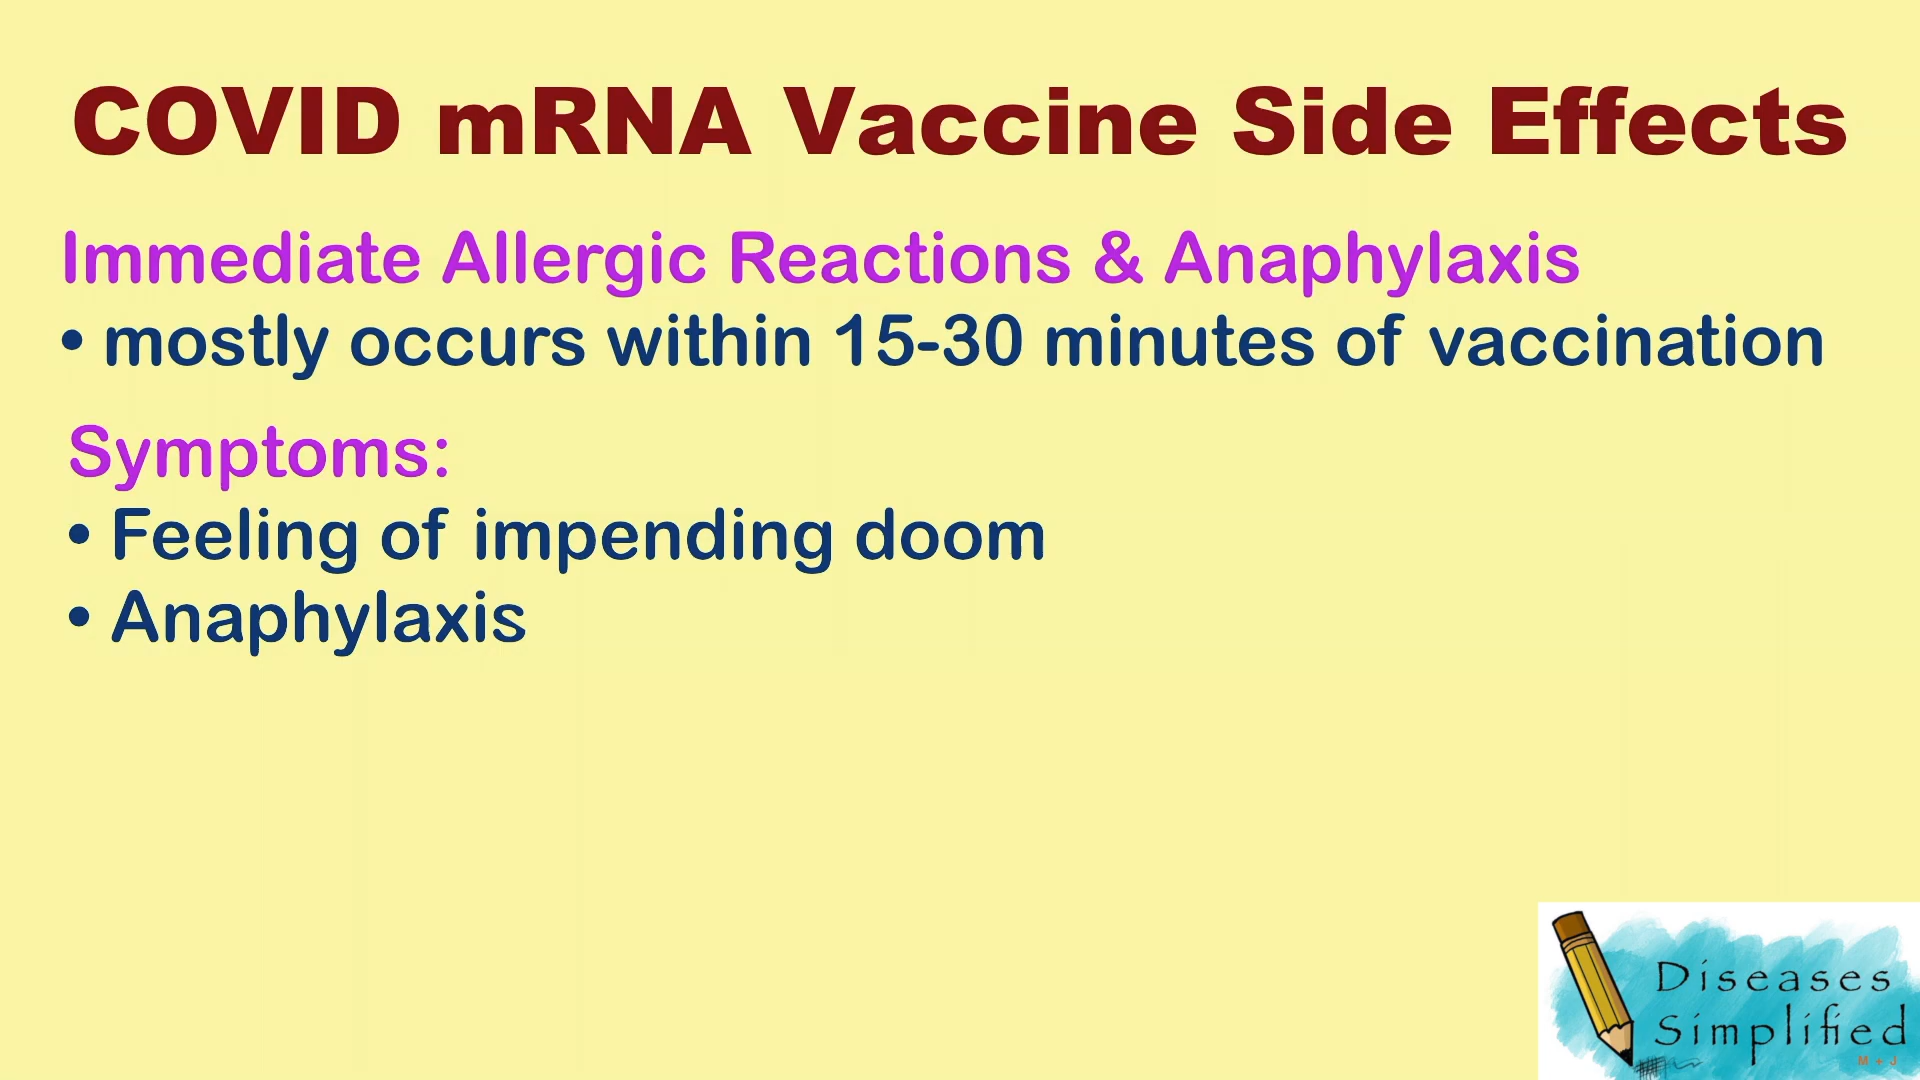 COVID mRNA Vaccine Side Effects
Immediate Allergic Reactions & Anaphylaxis
• mostly occurs within 15-30 minutes of vaccination
Symptoms:
• Feeling of impending doom
• Anaphylaxis
Diseases
Simplified
M + J